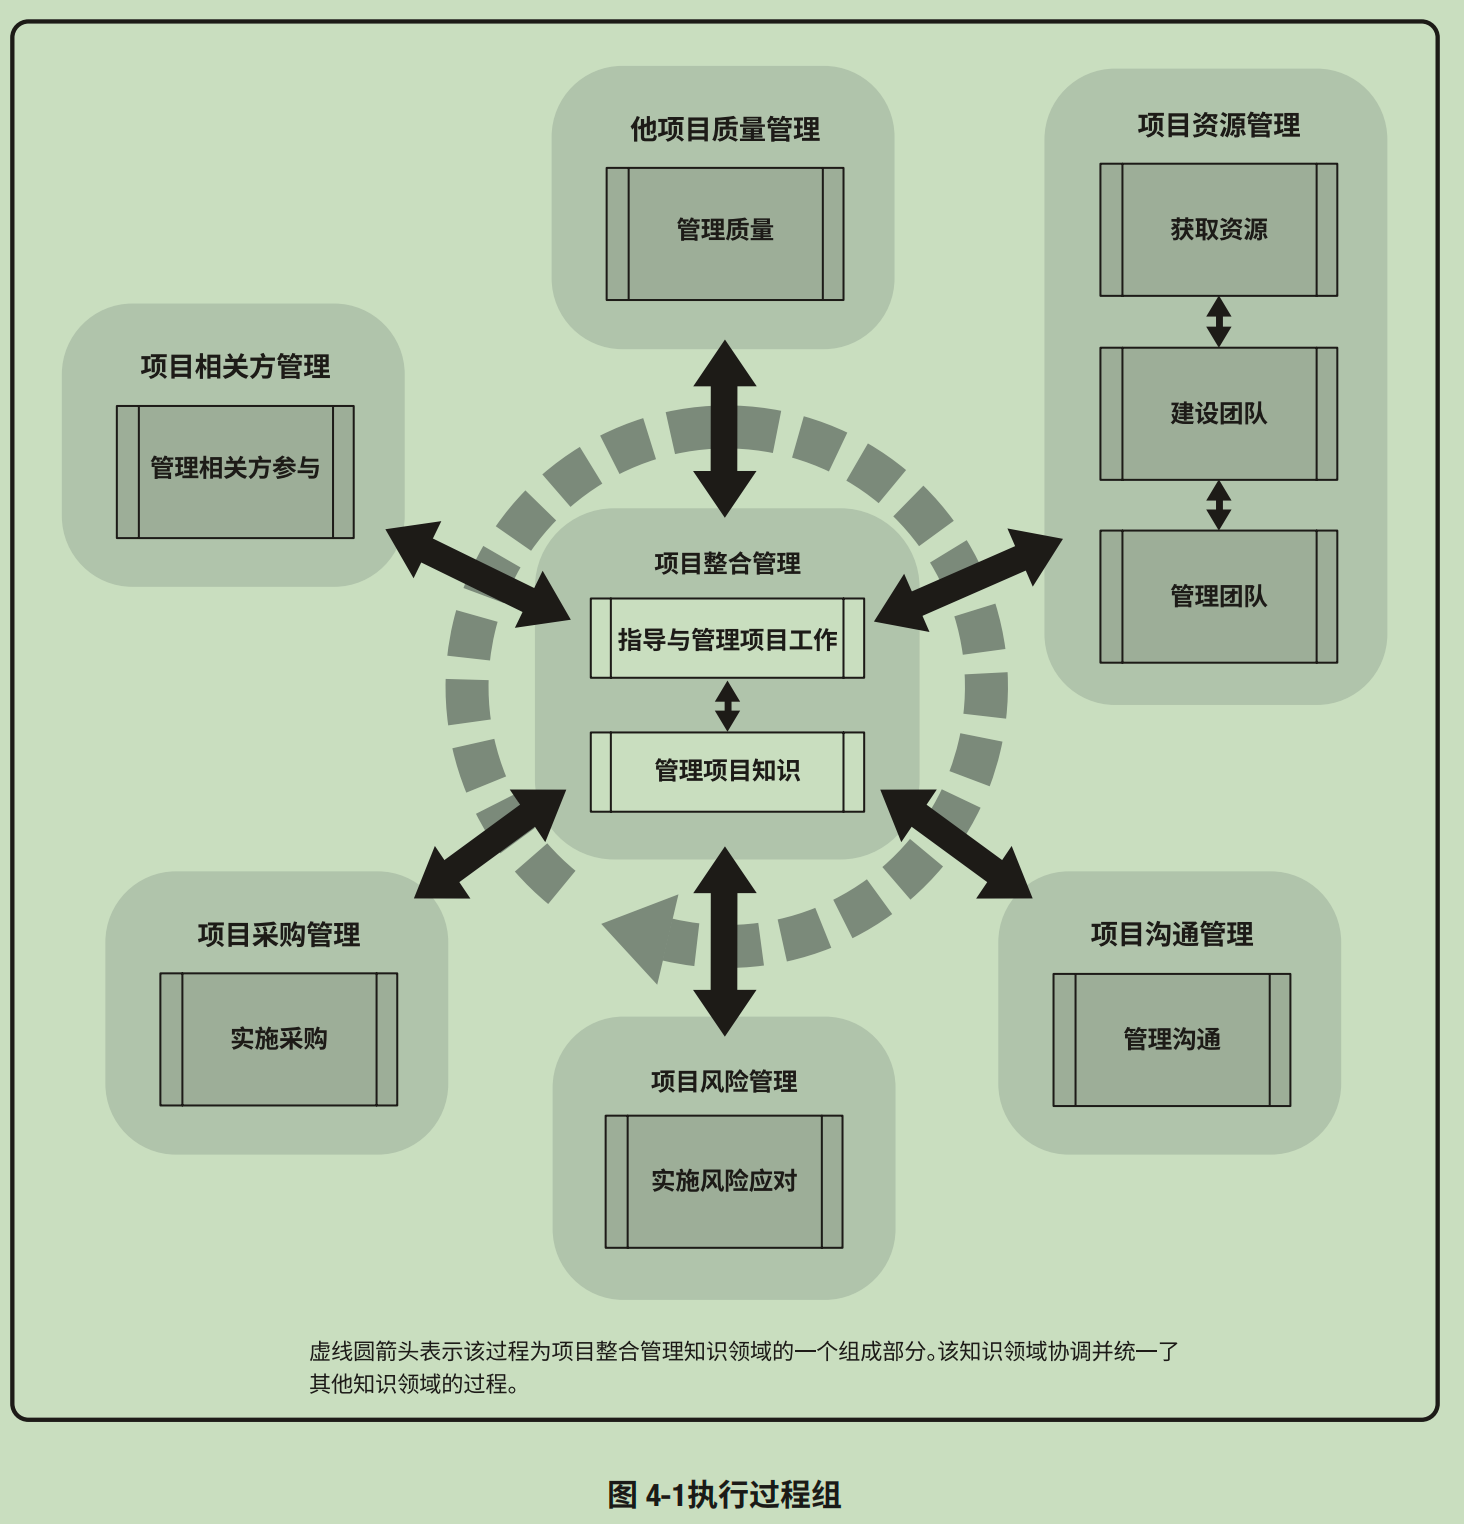 他项目质量管理
管理质量
项目资源管理
获取资源
建设团队
管理团队
项目相关方管理
管理相关方参与
项目整合管理
指导与管理项目工作
管理项目知识
项目采购管理
实施采购
项目沟通管理
管理沟通
项目风险管理
实施风险应对
虚线圆箭头表示该过程为项目整合管理知识领域的一个组成部分。该知识领域协调并统一了
其他知识领域的过程。
图 4-1执行过程组